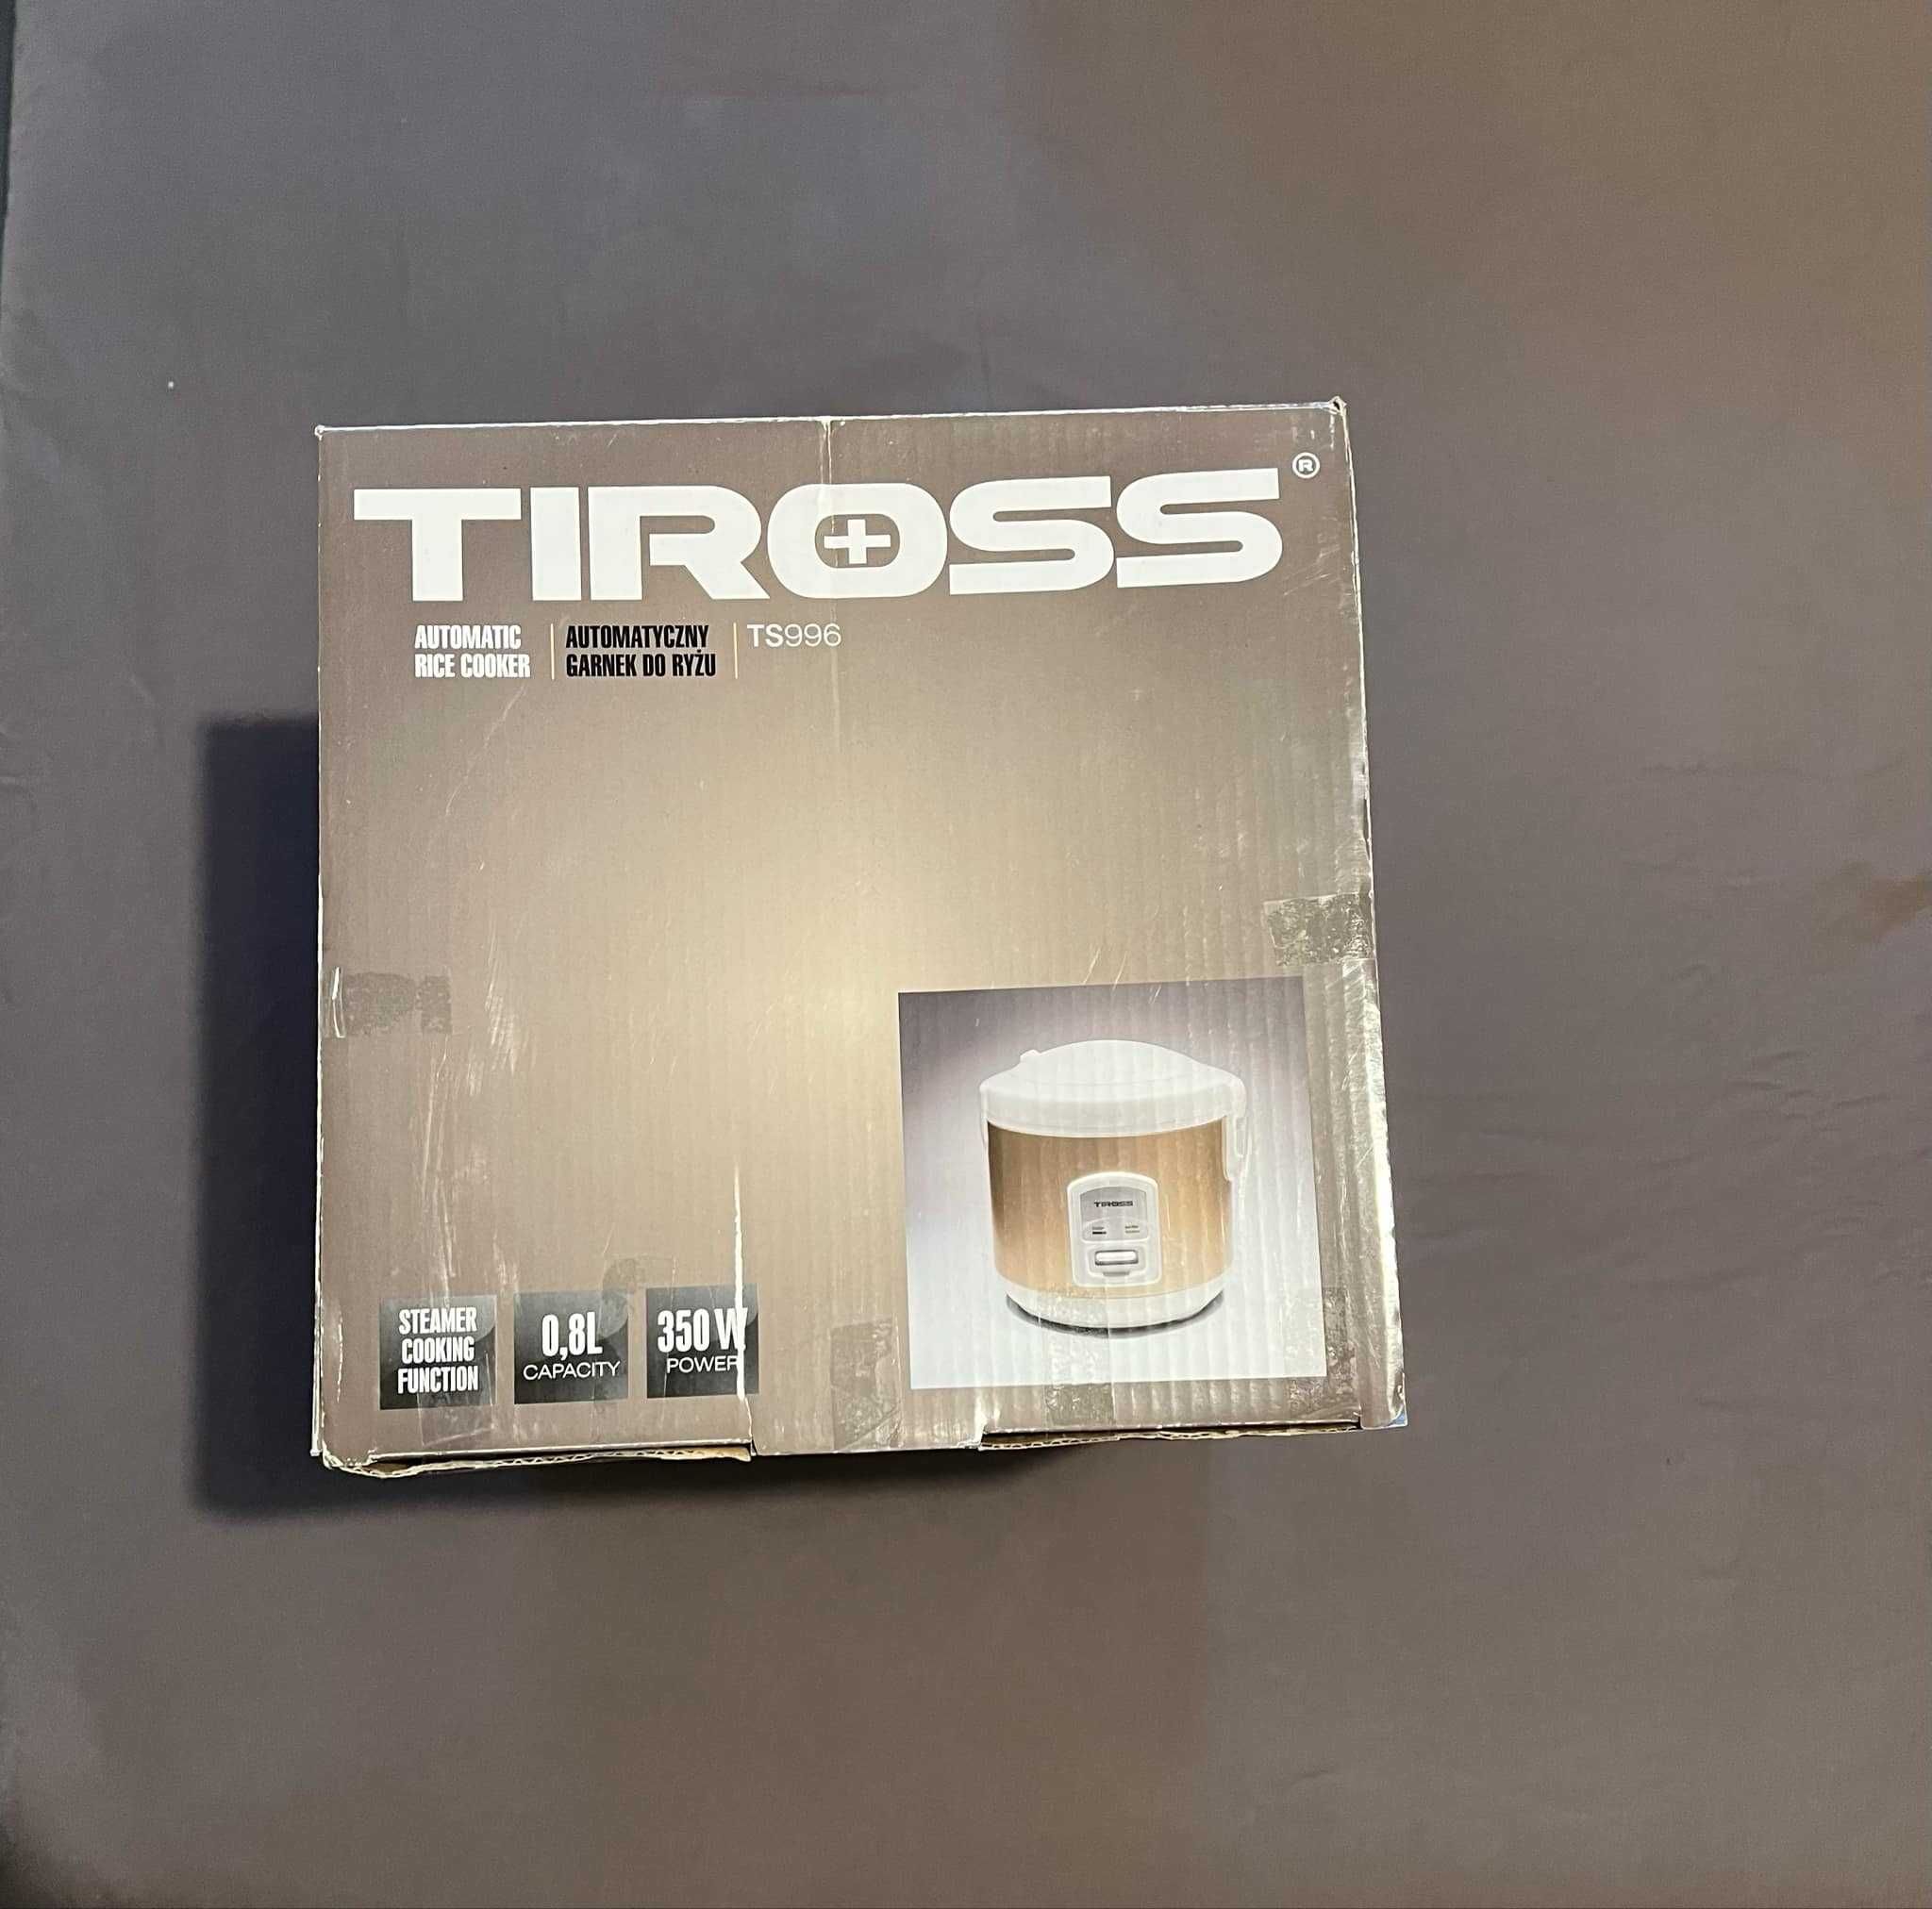 TIROSS®
AUTOMATIC
RICE COOKER
AUTOMATYCZNY
GARNEK DO RYŻU
TS996
TIROSS
STEAMER
COOKING
FUNCTION
0,8L
CAPACITY
350 W
POWER